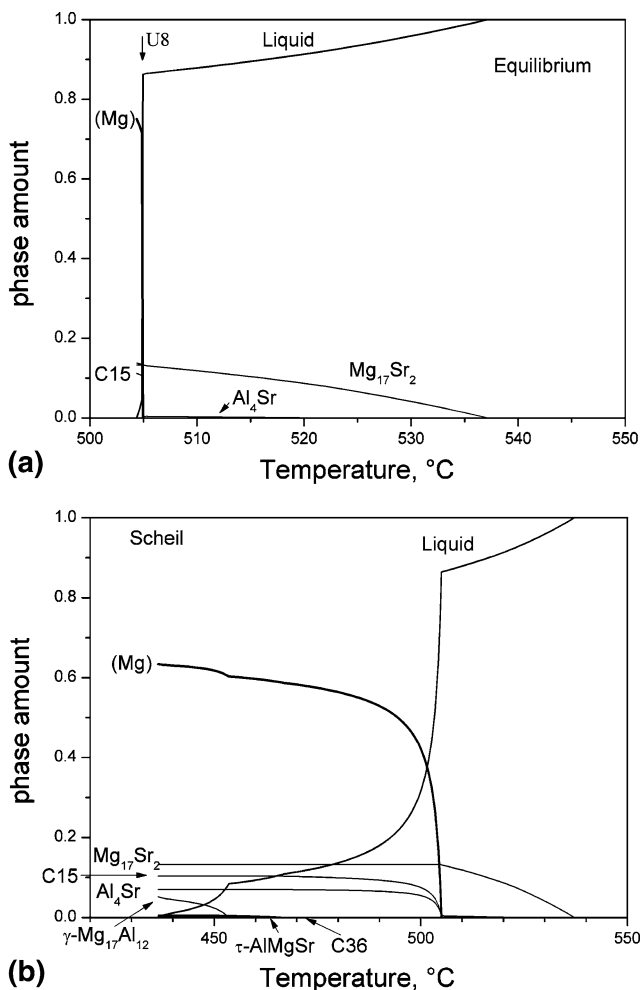 1.0
U8
Liquid
Equilibrium
0.8
(Mg)
phase amount
0.6
0.4
0.2
C15
Mg17Sr2
Al4Sr
0.0
500 510 520 530 540 550
(a)
Temperature, °C
1.0
Scheil
Liquid
0.8
(Mg)
phase amount
0.6
0.4
0.2
Mg17Sr2
C15
Al4Sr
0.0
γ-Mg17Al12
450 500 550
τ-AlMgSr C36
(b)
Temperature, °C